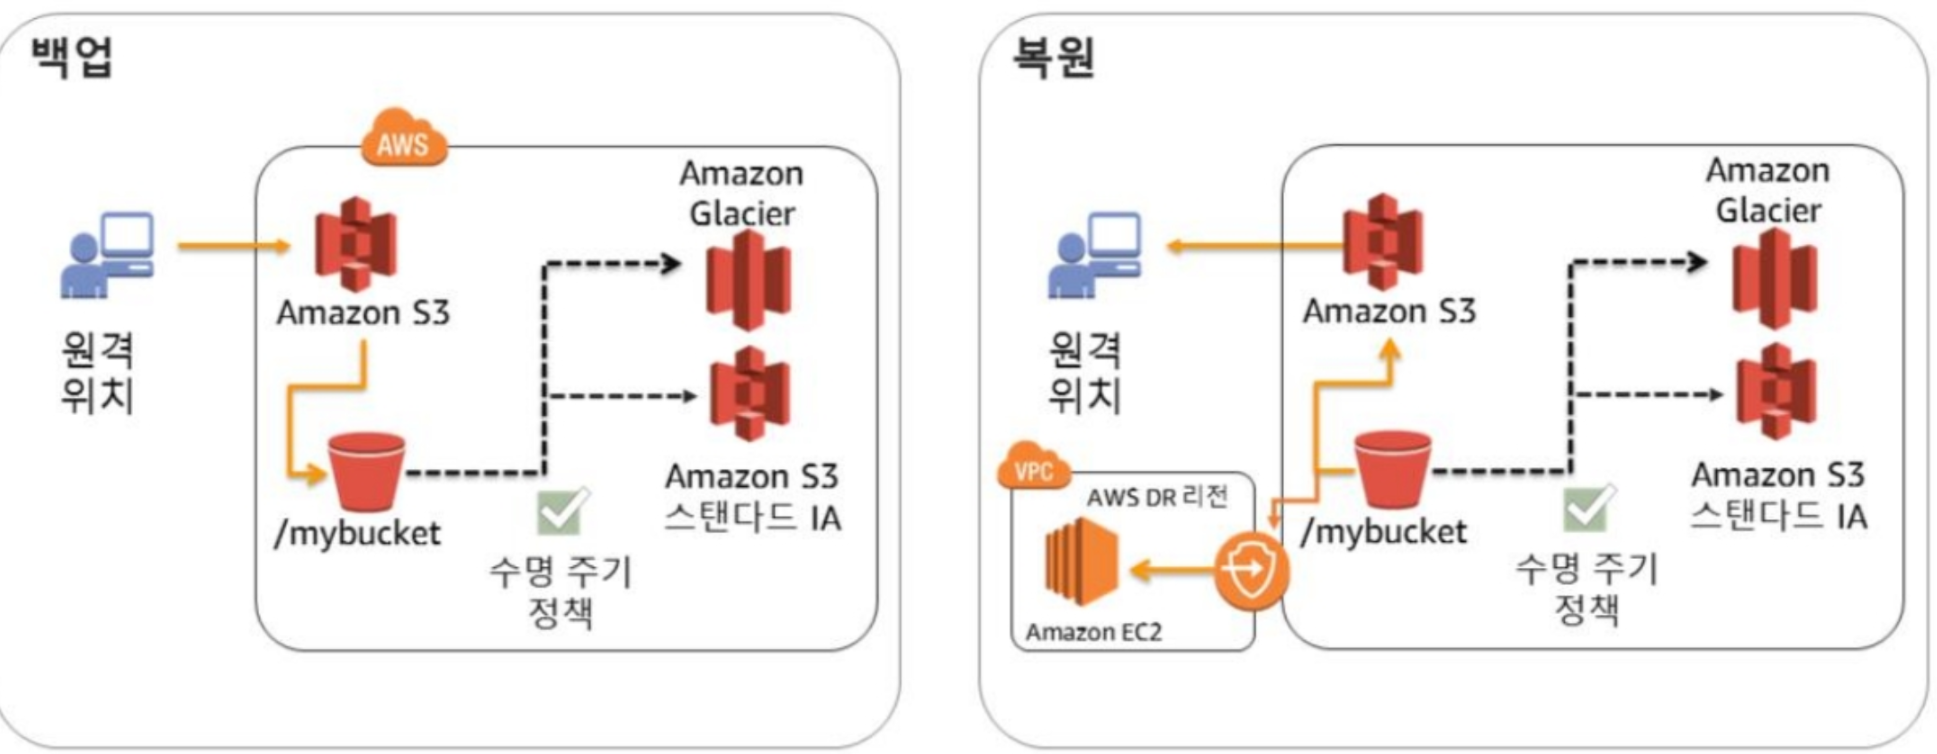 백업
AWS
Amazon
Glacier
Amazon S3
원격
위치
Amazon S3
스탠다드 IA
/mybucket
수명 주기
정책
복원
Amazon
Glacier
Amazon S3
원격
위치
VPC
AWS DR 리전
Amazon S3
스탠다드 IA
/mybucket
수명 주기
정책
Amazon EC2